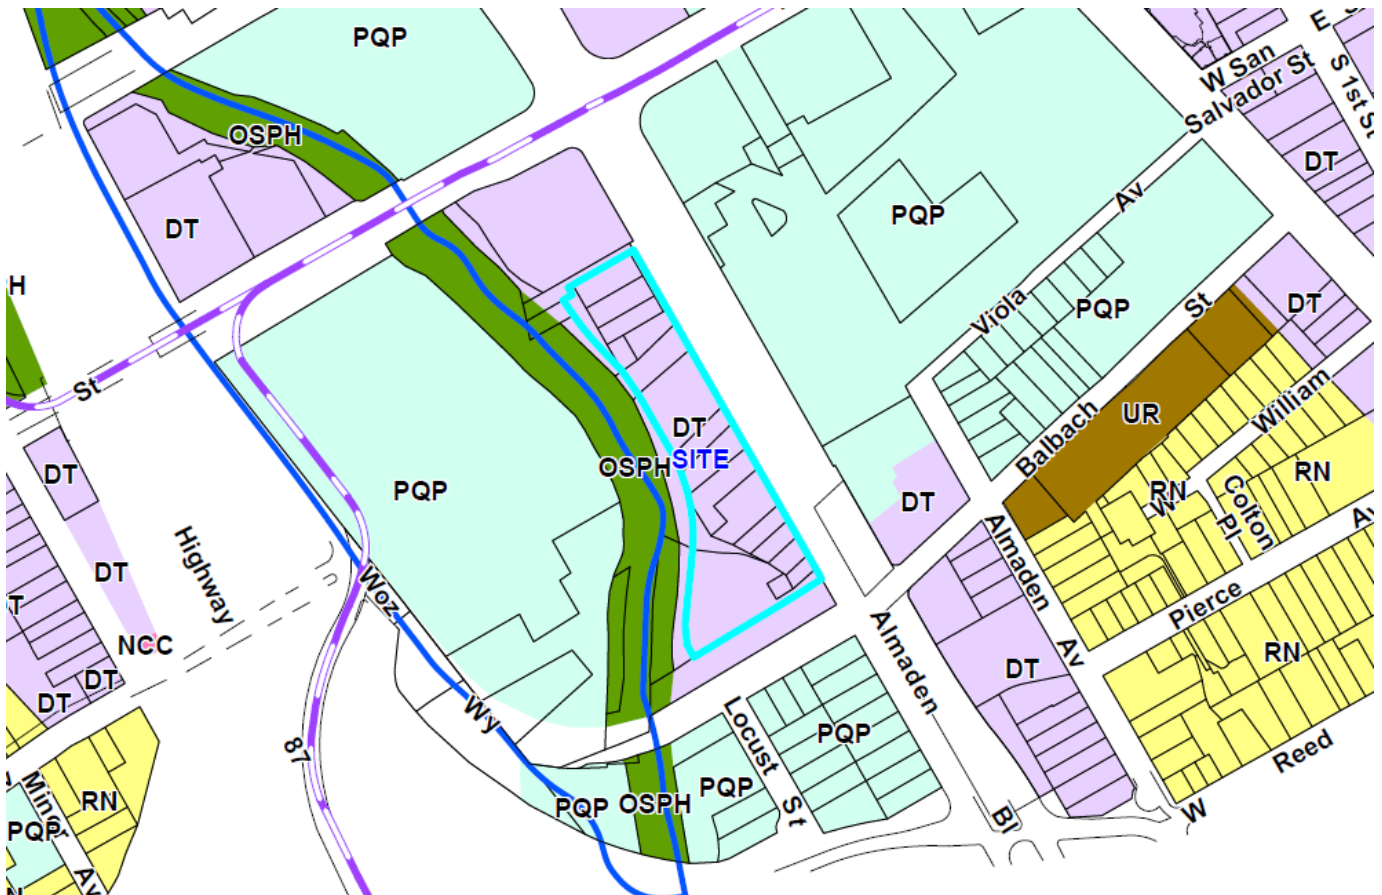 PQP
E
W San
Salvador St
S 1st St
OSPH
DT
DT
PQP
Av
H
Viola
PQP
St
DT
St
William
UR
Balbach
DT
SITE
OSPH
PQP
DT
DT
RN
RN
W
Colton
Pl
Av
Almaden
Av
Highway
DT
Woz
Wy
NCC
DT
DT
Pierce
RN
DT
Almaden
Bl
Locust
St
PQP
Reed
87
Minor
Av
RN
PQP
PQP
OSPH
PQP
W